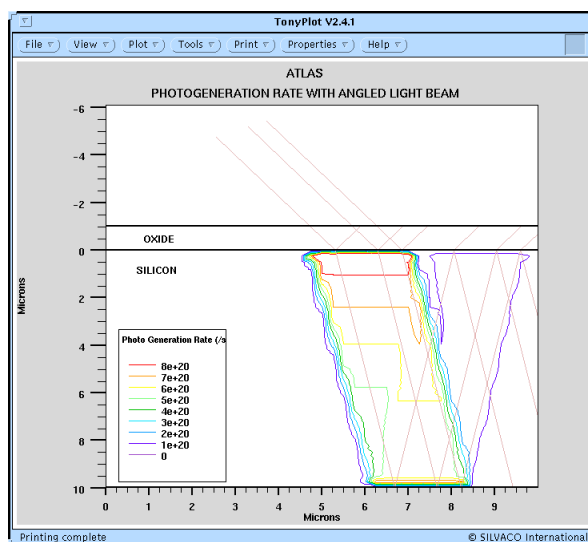 TonyPlot V2.4.1
File View Plot Tools Print Properties Help
ATLAS
PHOTOGENERATION RATE WITH ANGLED LIGHT BEAM
-6
-4
-2
OXIDE
0
SILICON
2
4
6
8
10
Microns
Photo Generation Rate (/s
8e+20
7e+20
6e+20
5e+20
4e+20
3e+20
2e+20
1e+20
0
0 1 2 3 4 5 6 7 8 9
Microns
Printing complete
© SILVACO International